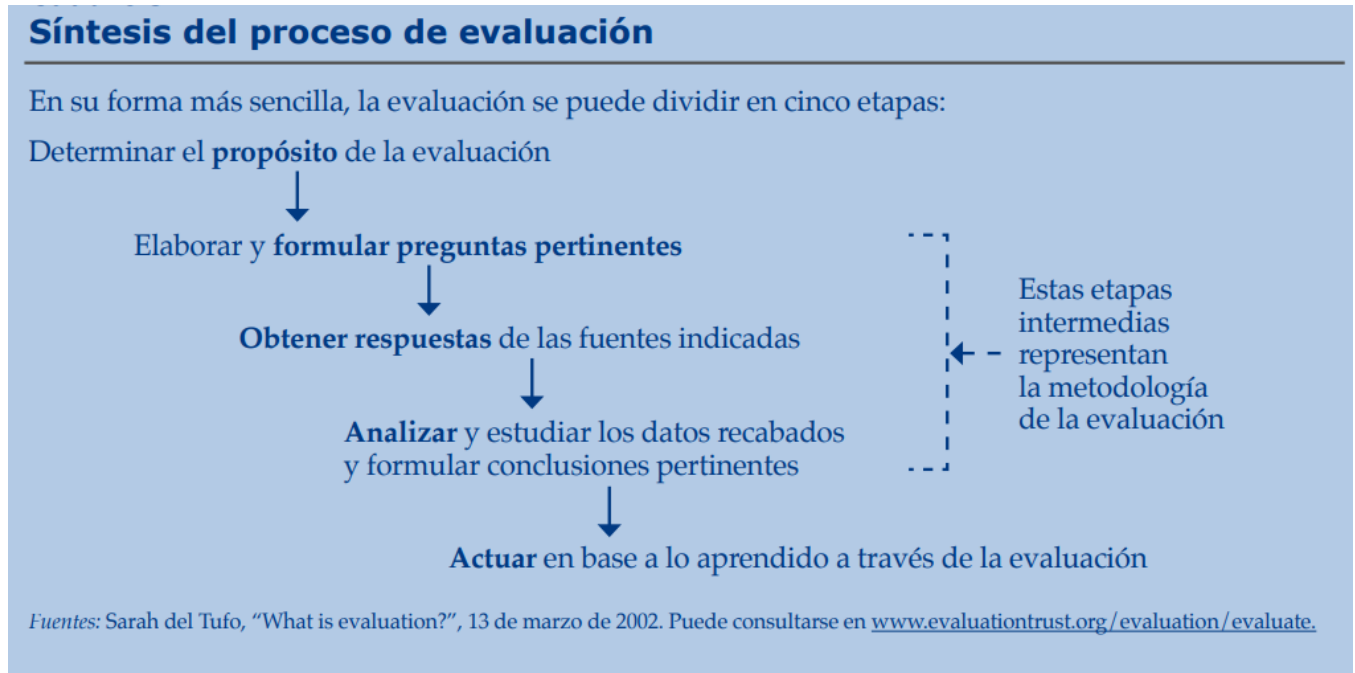 Síntesis del proceso de evaluación
En su forma más sencilla, la evaluación se puede dividir en cinco etapas:
Determinar el propósito de la evaluación
Elaborar y formular preguntas pertinentes
Obtener respuestas de las fuentes indicadas
Analizar y estudiar los datos recabados
y formular conclusiones pertinentes
Estas etapas
intermedias
representan
la metodología
de la evaluación
Actuar en base a lo aprendido a través de la evaluación
Fuentes: Sarah del Tufo, “What is evaluation?”, 13 de marzo de 2002. Puede consultarse en www.evaluationtrust.org/evaluation/evaluate.